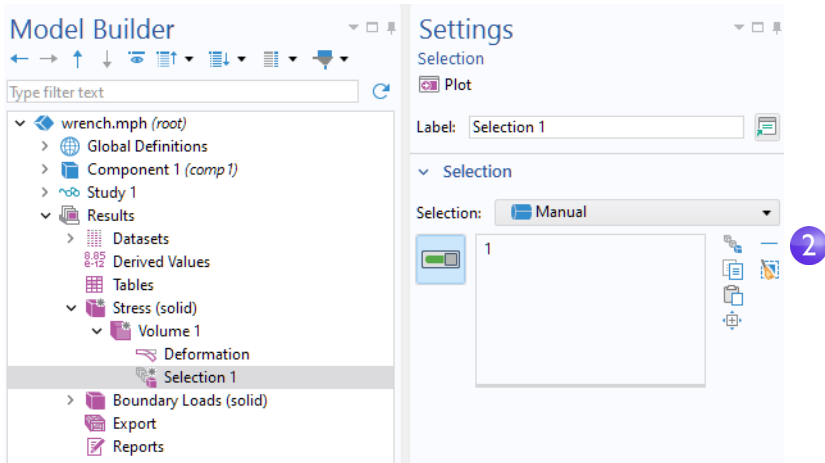 Model Builder
Type filter text
wrench.mph (root)
Global Definitions
Component 1 (comp1)
Study 1
Results
Datasets
8.85
e-12
Derived Values
Tables
Stress (solid)
Volume 1
Deformation
Selection 1
Boundary Loads (solid)
Export
Reports
Settings
Selection
Plot
Label: Selection 1
Selection
Selection: Manual
1
2